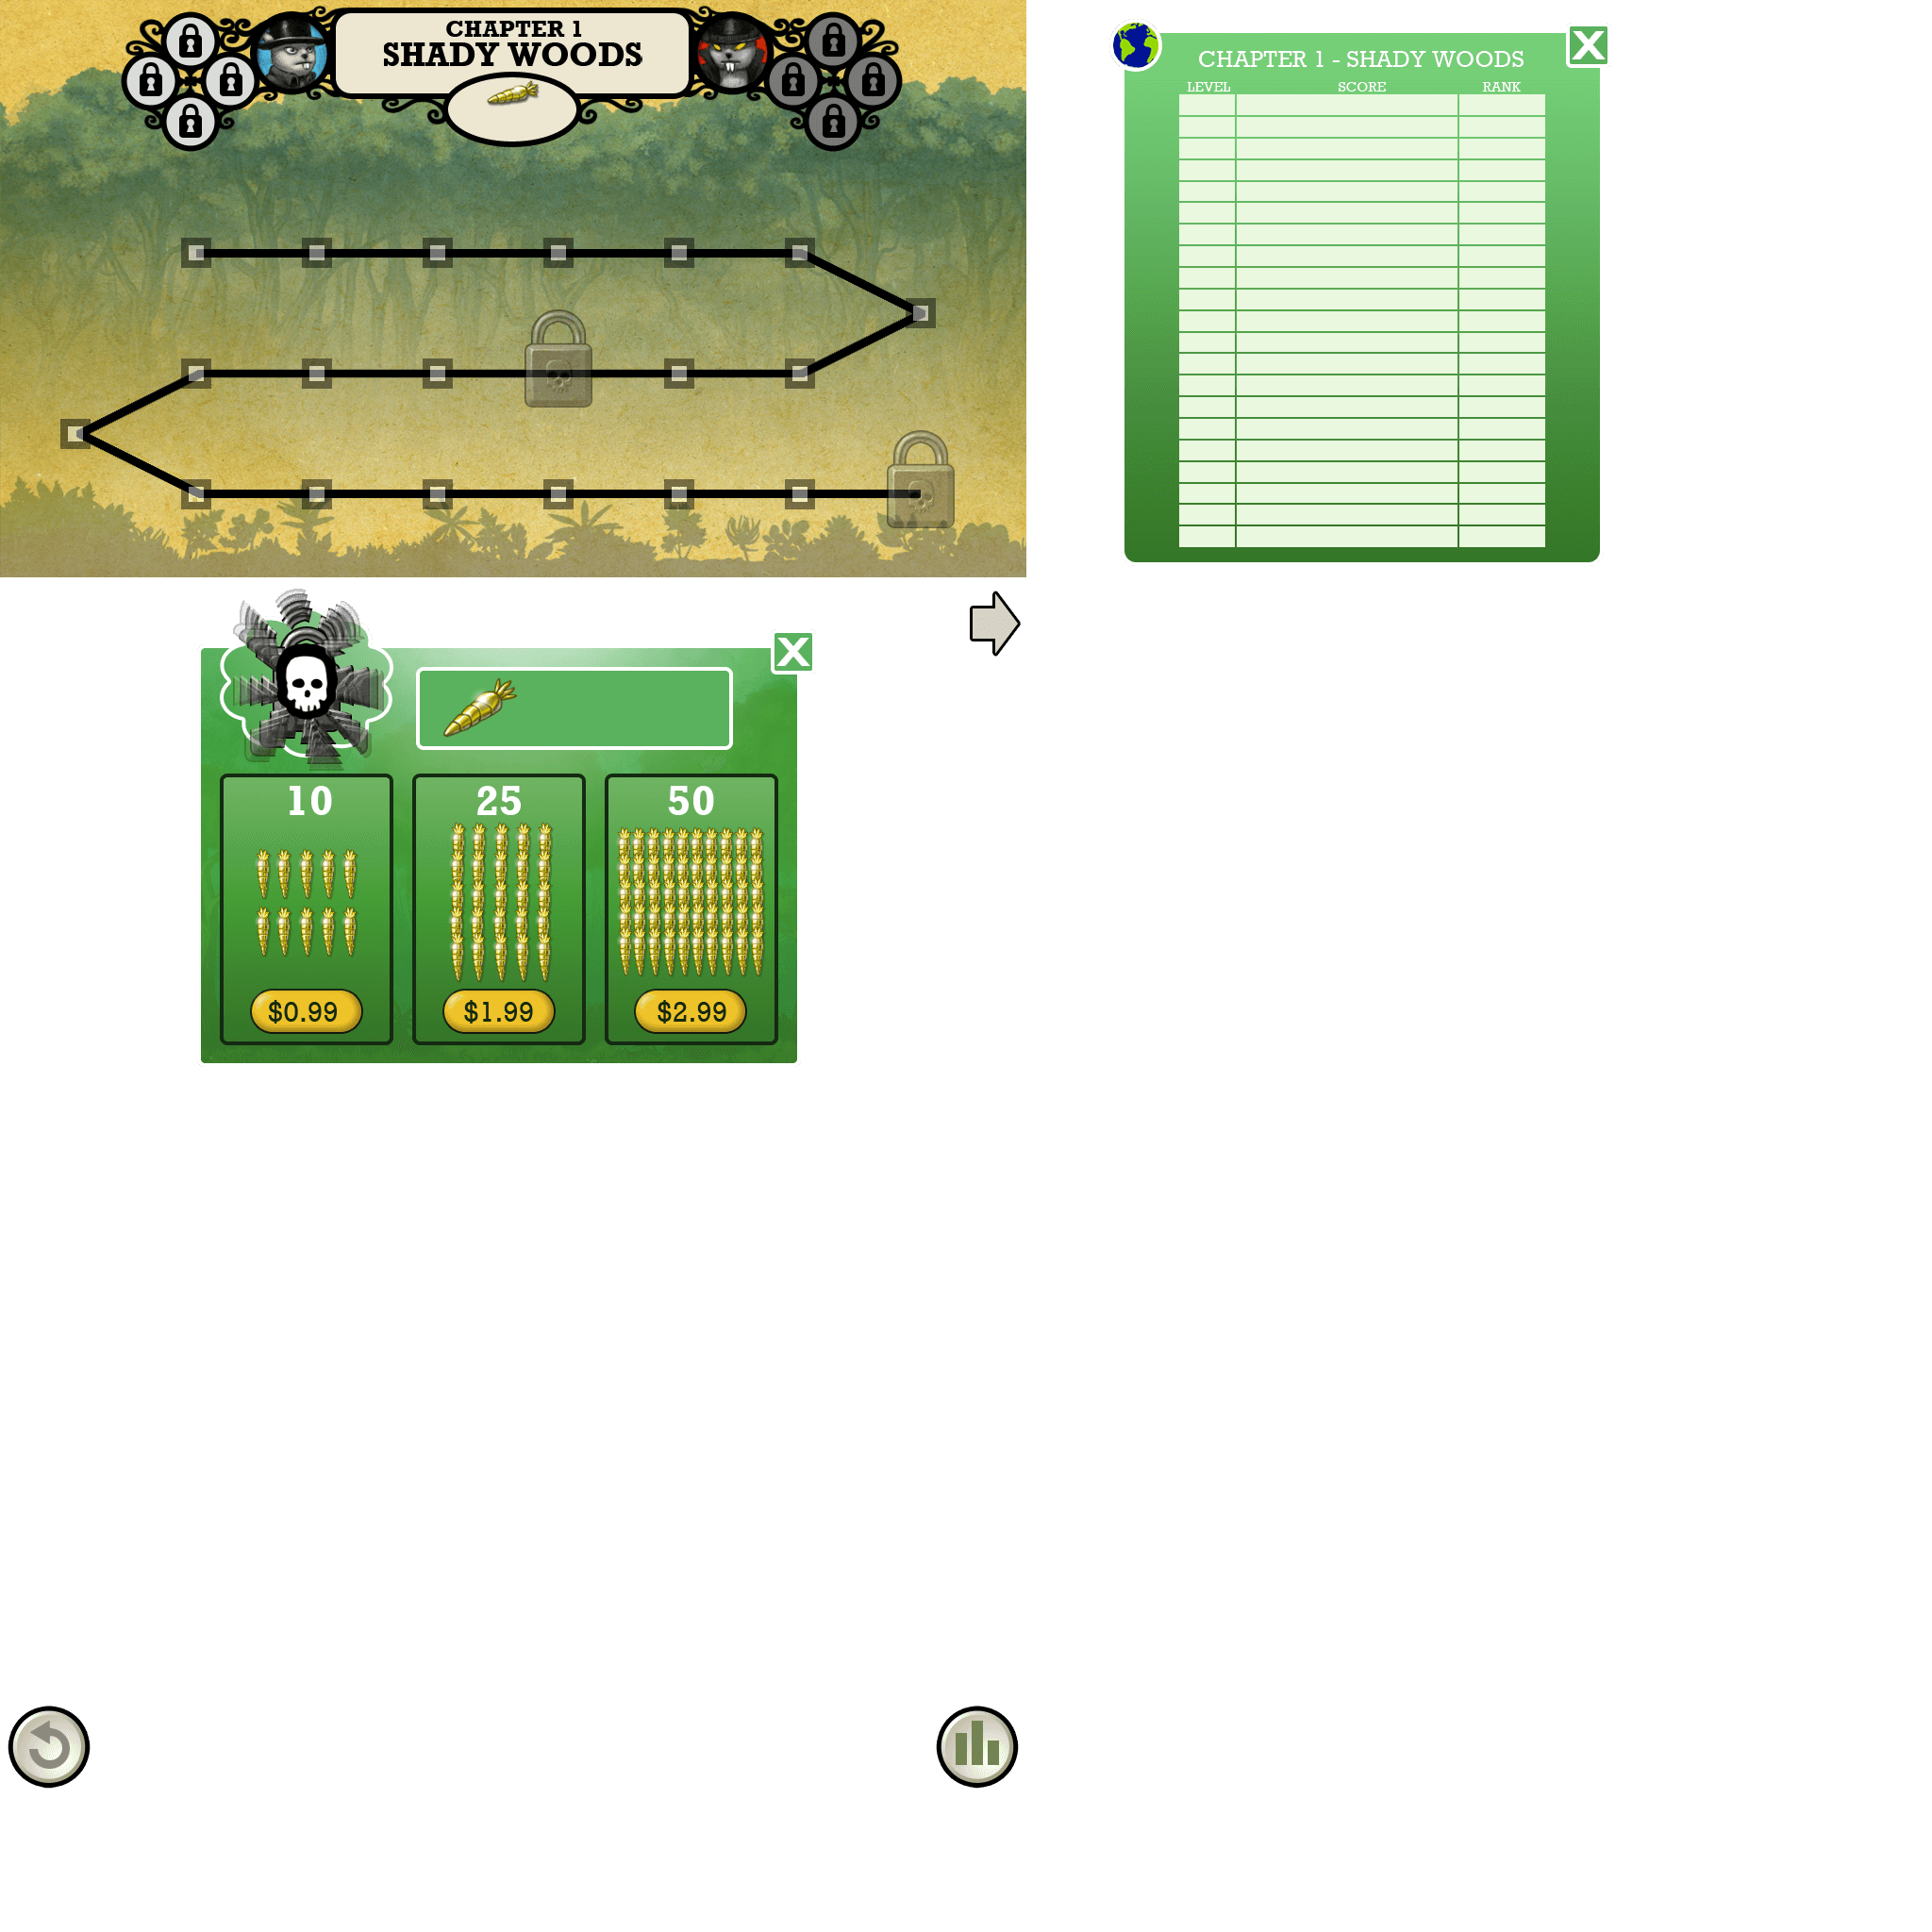 CHAPTER 1
SHADY WOODS
CHAPTER 1 - SHADY WOODS
LEVEL SCORE RANK
X
X
10 25 50
$0.99 $1.99 $2.99